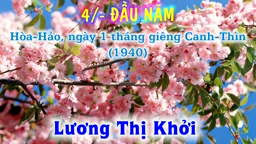 4/- ĐẦU NĂM
Hòa-Hảo, ngày 1 tháng giêng Canh-Thìn
(1940)
Lương Thị Khởi